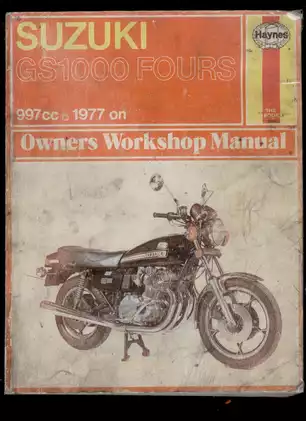 SUZUKI
GS1000 FOURS
Haynes
997cc 1977 on
Owners Workshop Manual